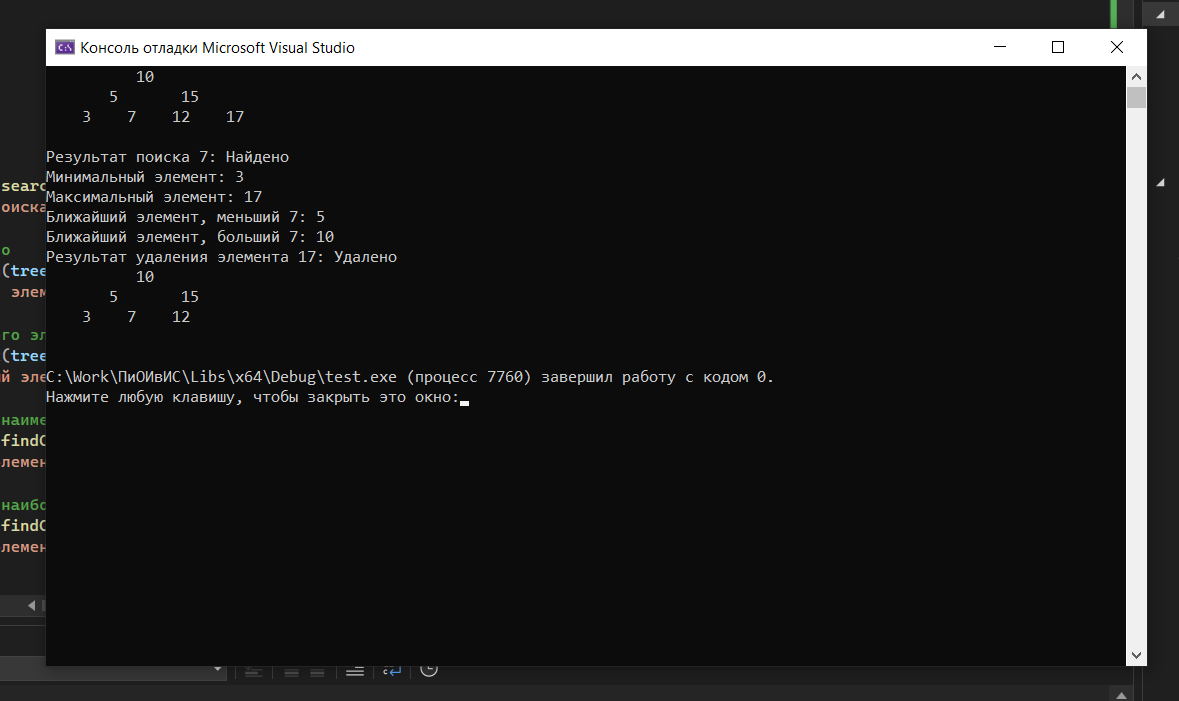 Консоль отладки Microsoft Visual Studio
10
5 15
3 7 12 17
Результат поиска 7: Найдено
Минимальный элемент: 3
Максимальный элемент: 17
Ближайший элемент, меньший 7: 5
Ближайший элемент, больший 7: 10
Результат удаления элемента 17: Удалено
10
5 15
3 7 12
C:\Work\ПиОИвИС\Libs\x64\Debug\test.exe (процесс 7760) завершил работу с кодом 0.
Нажмите любую клавишу, чтобы закрыть это окно:
searc
оиска
о
(tree
элем
го эл
(tree
й эле
наиме
findC
лемен
наибо
findC
лемен